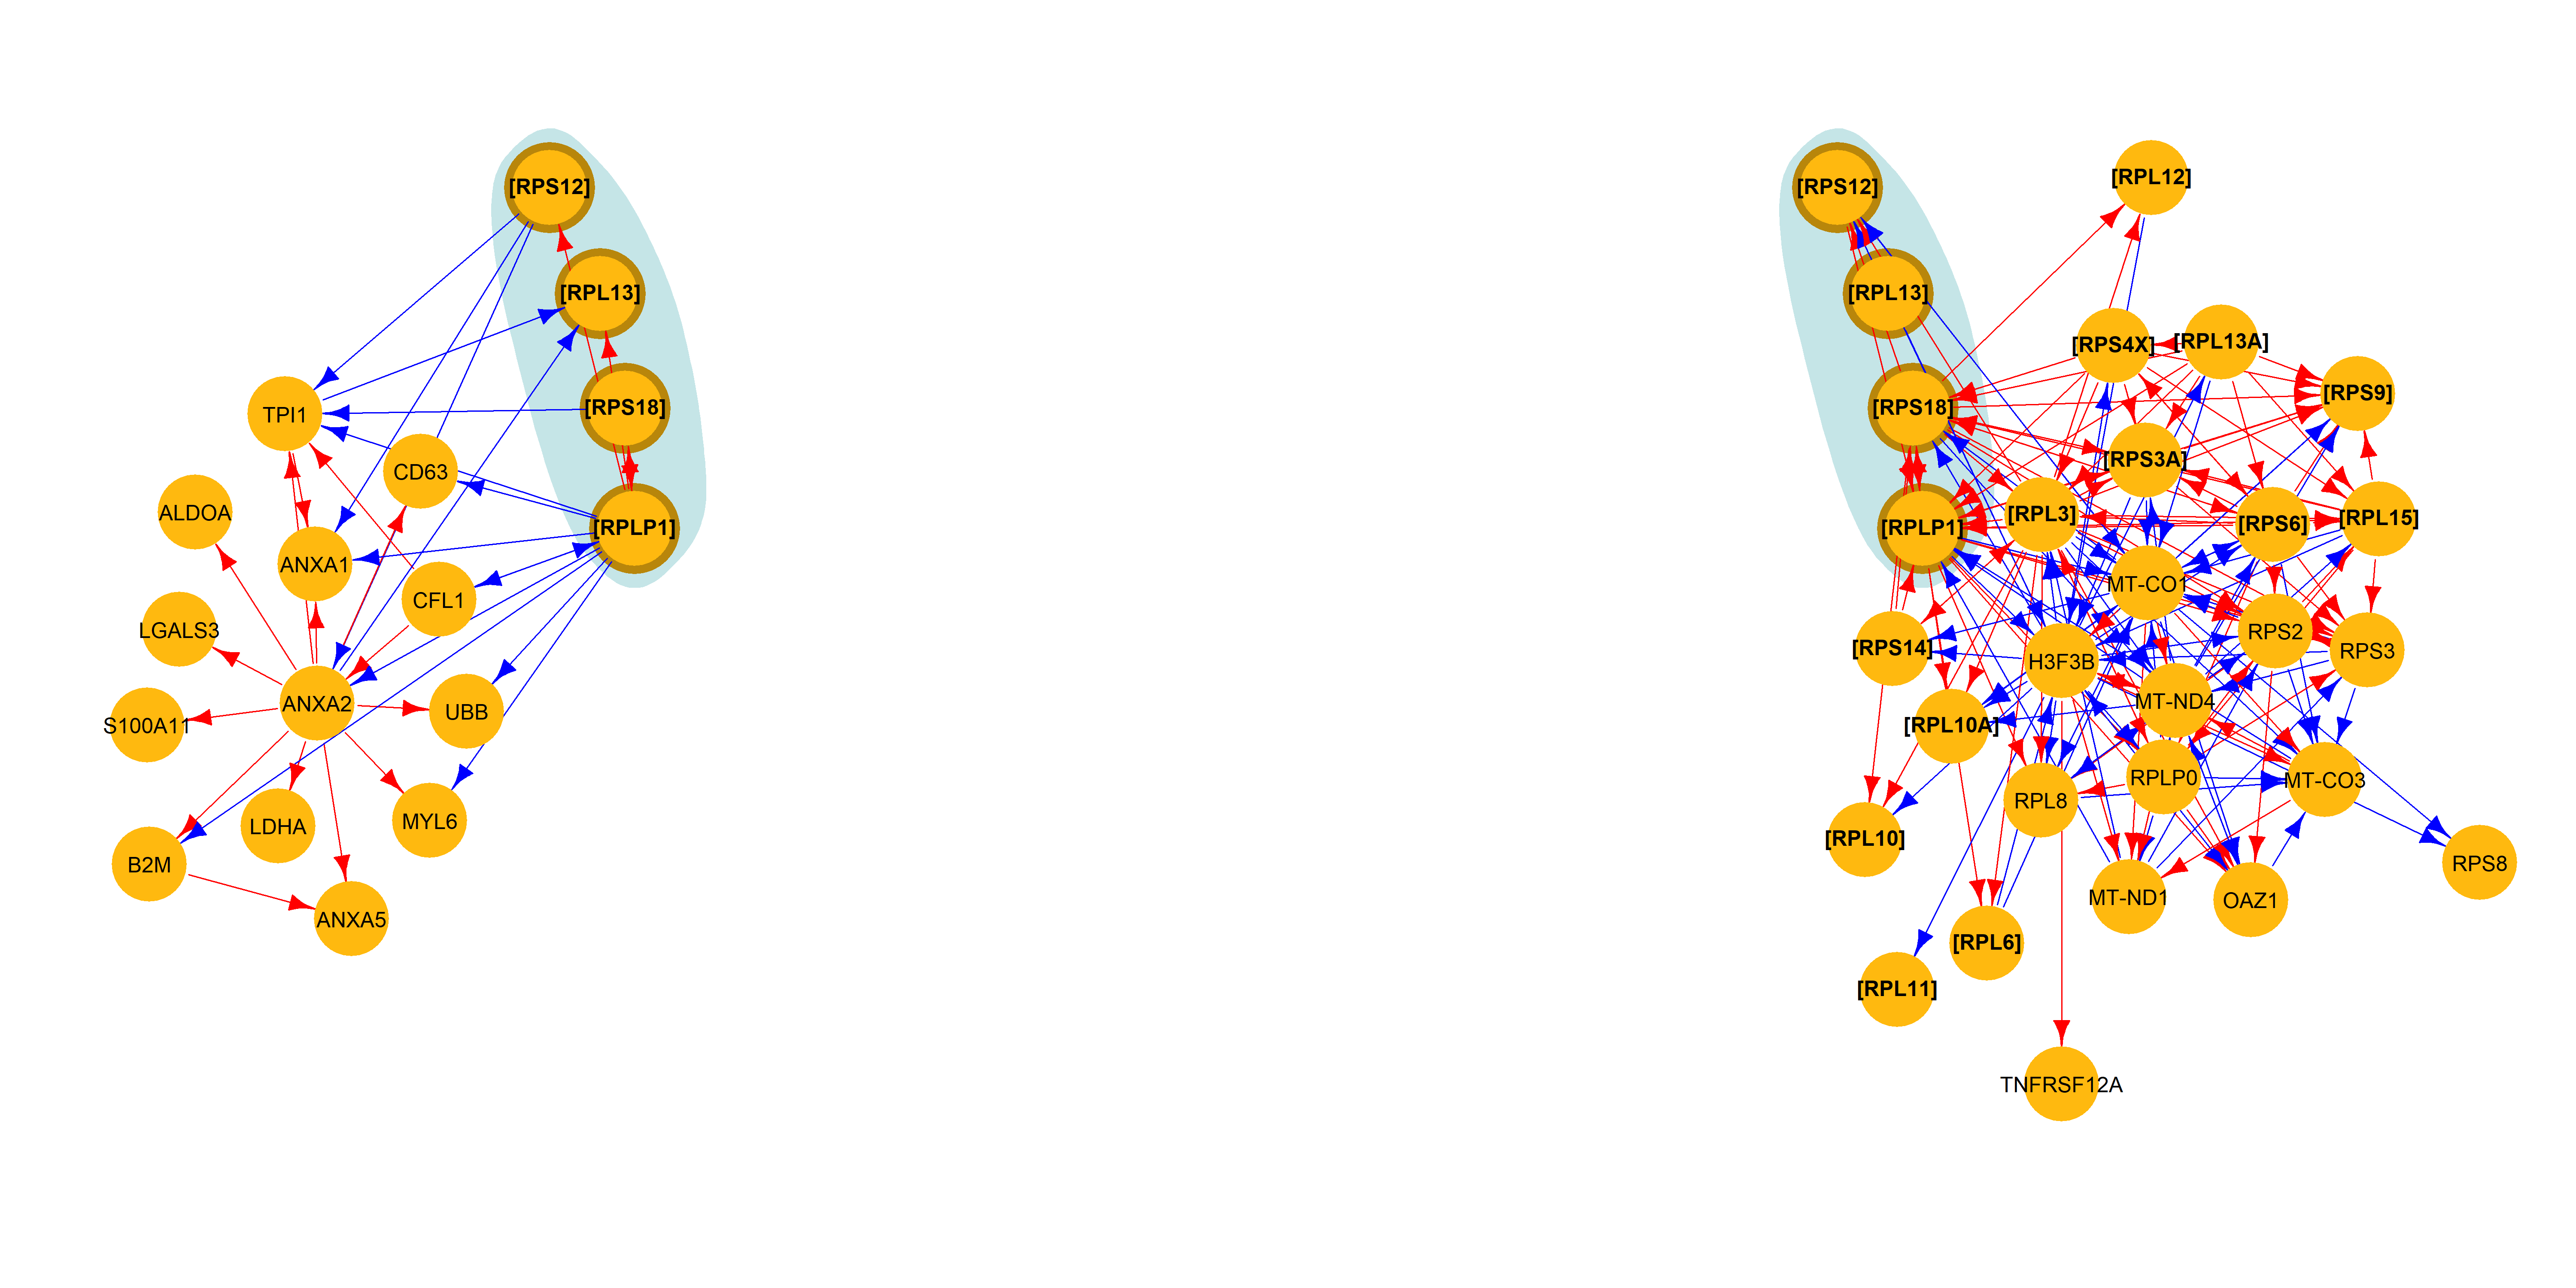 [RPS12]
[RPL13]
[RPS18]
TPI1
CD63
ALDOA
[RPLP1]
ANXA1
CFL1
LGALS3
ANXA2
UBB
S100A11
MYL6
LDHA
B2M
ANXA5
[RPL12]
[RPS12]
[RPL13]
[RPS4X]
[RPL13A]
[RPS9]
[RPS18]
[RPS3A]
[RPL3]
[RPLP1]
[RPS6]
[RPL15]
MT-CO1
RPS2
[RPS14]
H3F3B
RPS3
MT-ND4
[RPL10A]
RPLP0
MT-CO3
RPL8
[RPL10]
RPS8
MT-ND1
OAZ1
[RPL6]
[RPL11]
TNFRSF12A